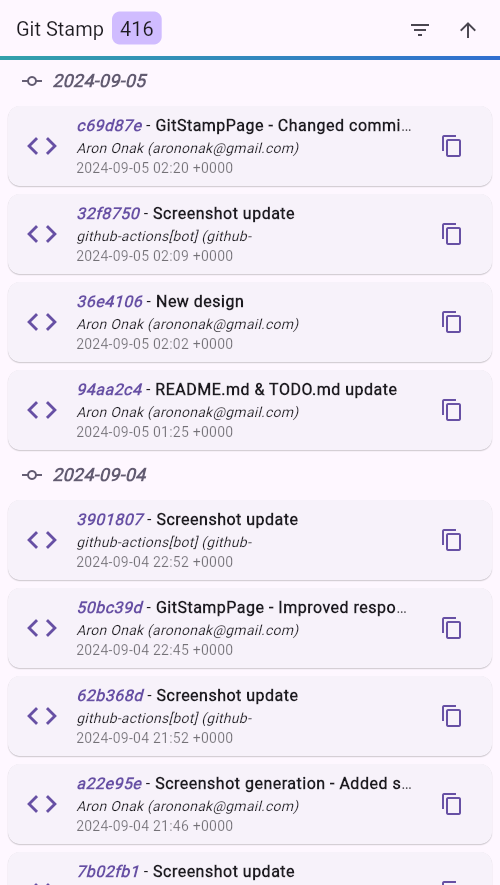 Git Stamp 416
2024-09-05
c69d87e - GitStampPage - Changed commi…
Aron Onak (arononak@gmail.com)
2024-09-05 02:20 +0000
32f8750 - Screenshot update
github-actions[bot] (github-
2024-09-05 02:09 +0000
36e4106 - New design
Aron Onak (arononak@gmail.com)
2024-09-05 02:02 +0000
94aa2c4 - README.md & TODO.md update
Aron Onak (arononak@gmail.com)
2024-09-05 01:25 +0000
2024-09-04
3901807 - Screenshot update
github-actions[bot] (github-
2024-09-04 22:52 +0000
50bc39d - GitStampPage - Improved respo…
Aron Onak (arononak@gmail.com)
2024-09-04 22:45 +0000
62b368d - Screenshot update
github-actions[bot] (github-
2024-09-04 21:52 +0000
a22e95e - Screenshot generation - Added s…
Aron Onak (arononak@gmail.com)
2024-09-04 21:46 +0000
7b02fb1 - Screenshot update